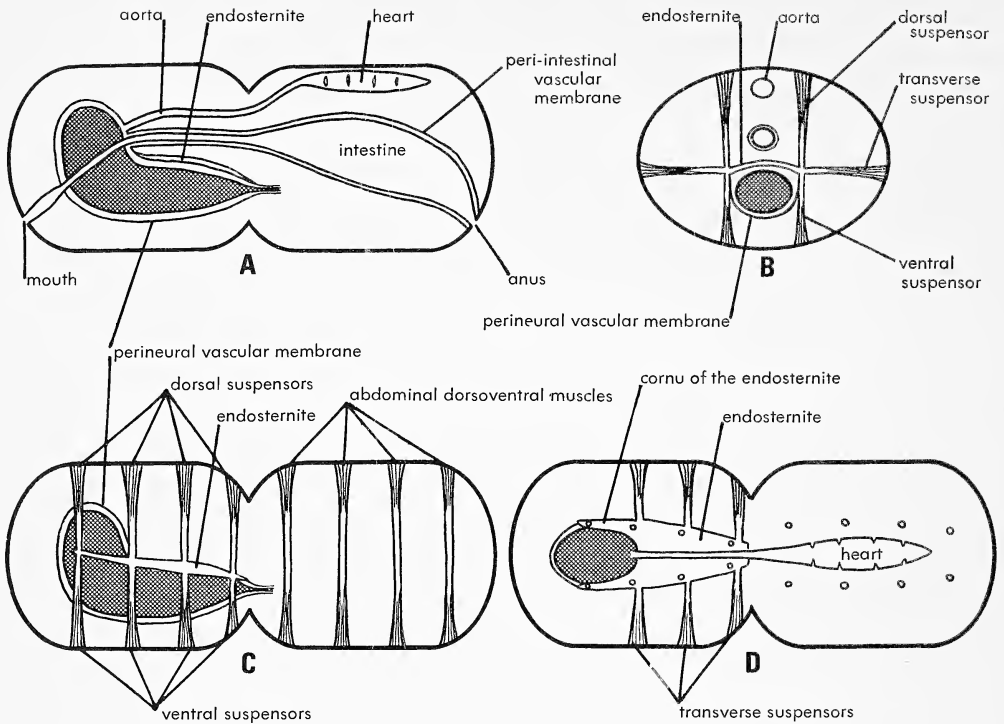 aorta
endosternite
heart
peri-intestinal
vascular
membrane
intestine
mouth
A
anus
endosternite
aorta
dorsal
suspensor
transverse
suspensor
B
ventral
suspensor
perineural vascular membrane
perineural vascular membrane
dorsal suspensors
endosternite
abdominal dorsoventral muscles
C
ventral suspensors
cornu of the endosternite
endosternite
heart
D
transverse suspensors